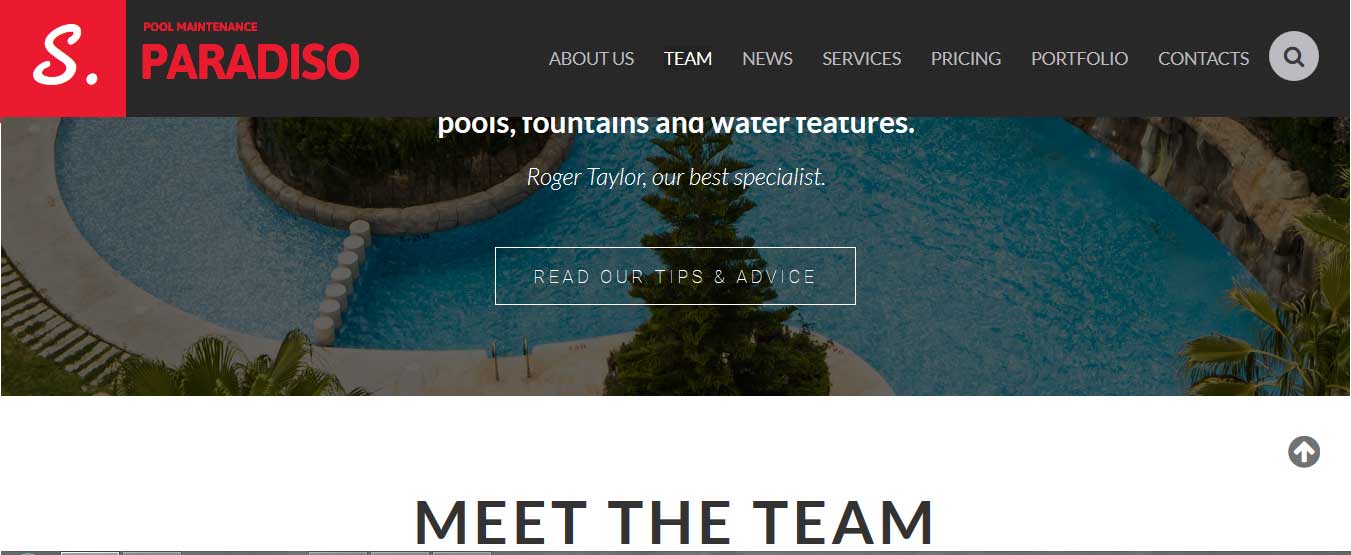 S.
POOL MAINTENANCE
PARADISO
ABOUT US TEAM NEWS SERVICES PRICING PORTFOLIO CONTACTS
pools, fountains and water features.
Roger Taylor, our best specialist.
READ OUR TIPS & ADVICE
MEET THE TEAM